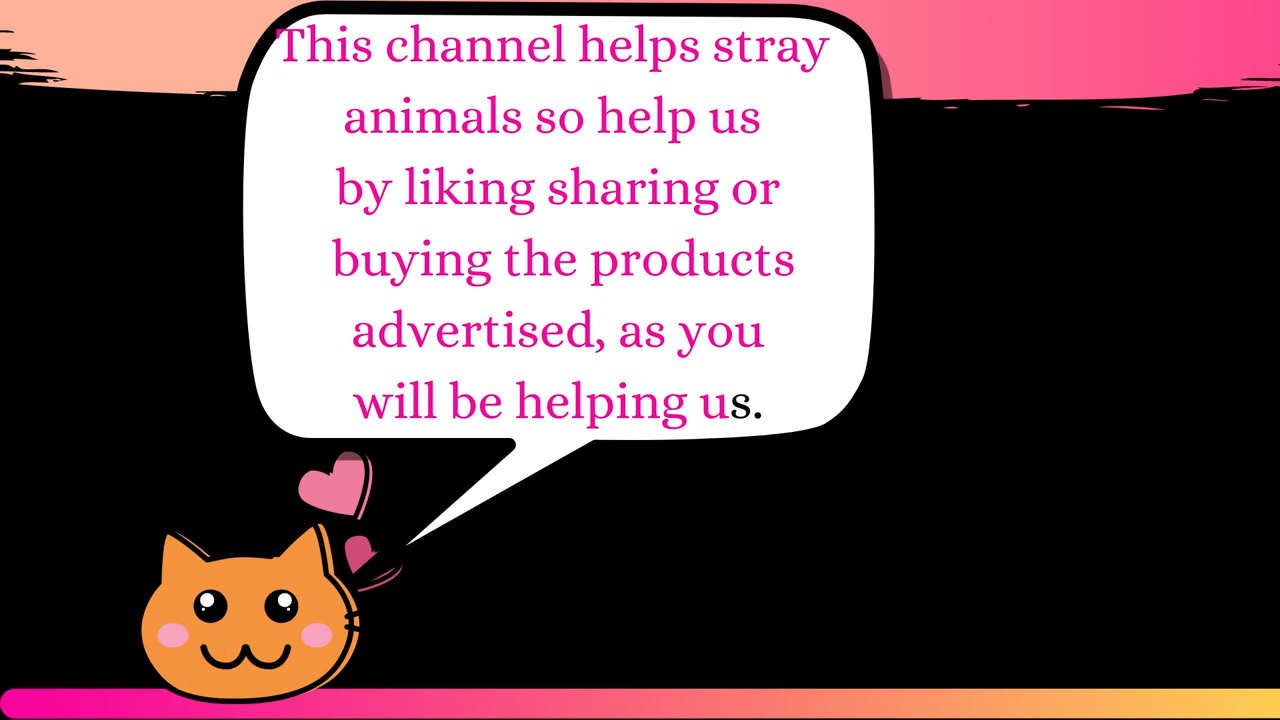 This channel helps stray
animals so help us
by liking sharing or
buying the products
advertised, as you
will be helping us.